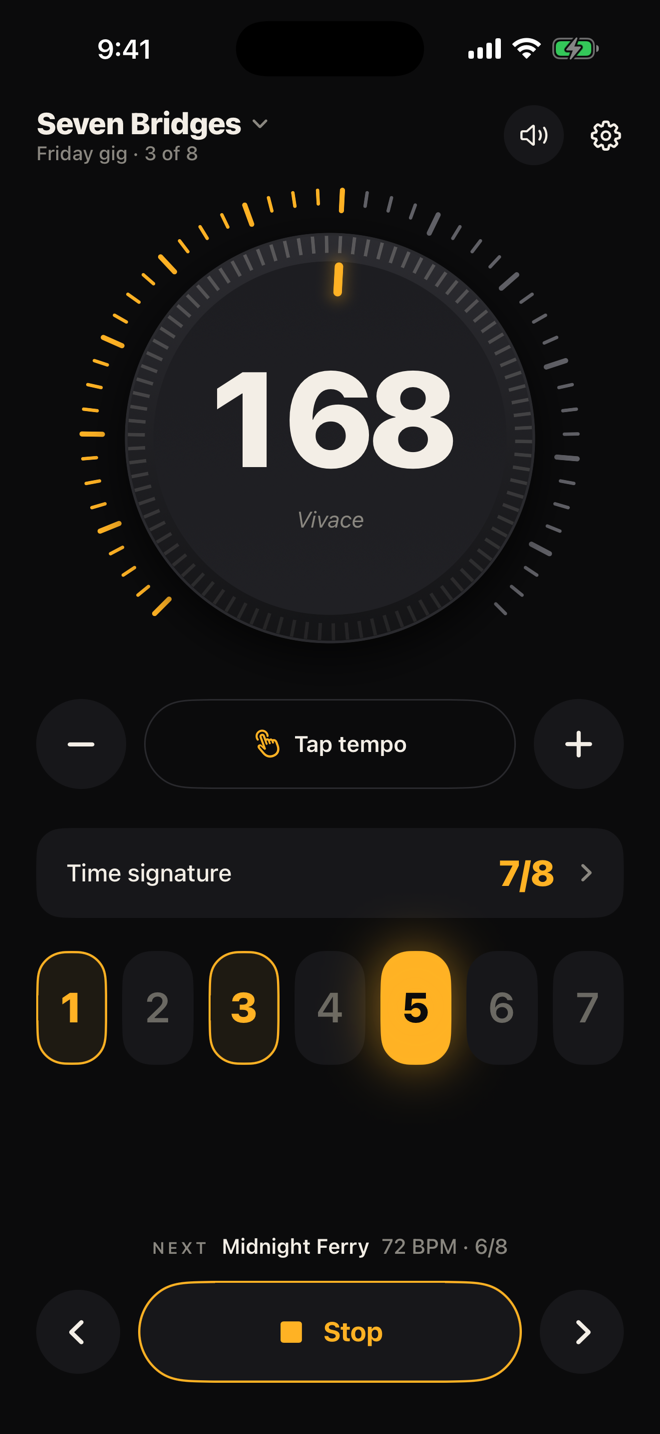 9:41
Seven Bridges
Friday gig · 3 of 8
168
Vivace
Tap tempo
Time signature 7/8
1 2 3 4 5 6 7
NEXT Midnight Ferry 72 BPM · 6/8
Stop